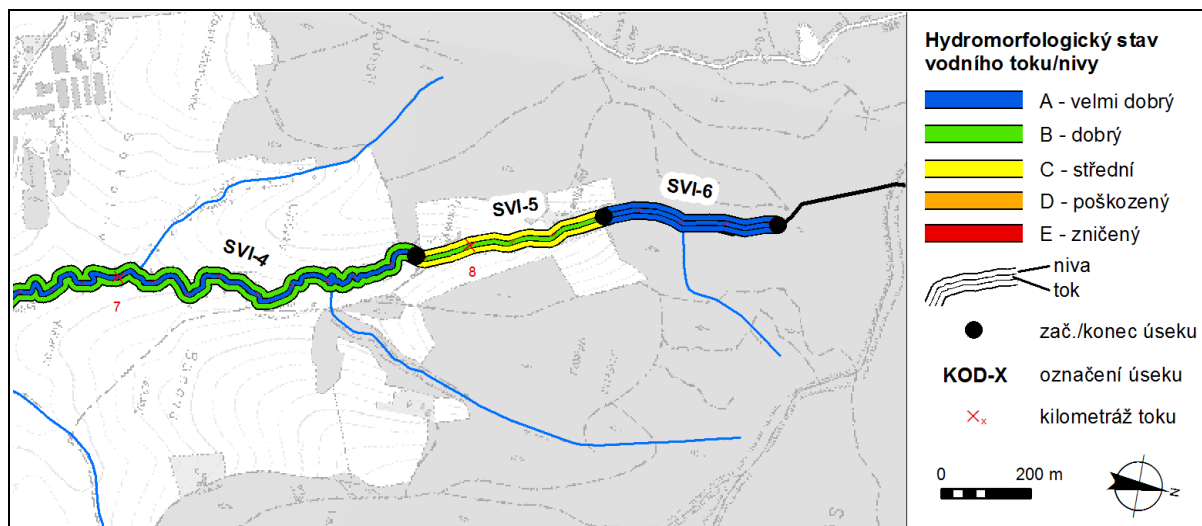 SVI-4
SVI-5
SVI-6
7
8
Hydromorfologický stav
vodního toku/nivy
A - velmi dobrý
B - dobrý
C - střední
D - poškozený
E - zničený
niva
tok
zač./konec úseku
KOD-X označení úseku
x kilometráž toku
0 200 m
N